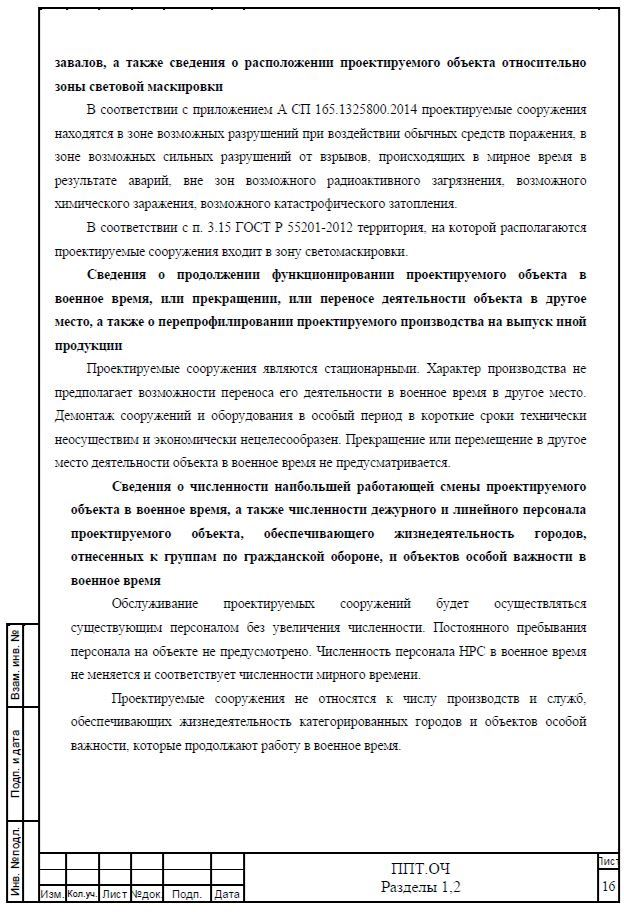 завалов, а также сведения о расположении проектируемого объекта относительно
зоны световой маскировки
В соответствии с приложением А СП 165.1325800.2014 проектируемые сооружения
находятся в зоне возможных разрушений при воздействии обычных средств поражения, в
зоне возможных сильных разрушений от взрывов, происходящих в мирное время в
результате аварий, вне зон возможного радиоактивного загрязнения, возможного
химического заражения, возможного катастрофического затопления.
В соответствии с п. 3.15 ГОСТ Р 55201-2012 территория, на которой располагаются
проектируемые сооружения входит в зону светомаскировки.
Сведения о продолжении функционировании проектируемого объекта в
военное время, или прекращении, или переносе деятельности объекта в другое
место, а также о перепрофилировании проектируемого производства на выпуск иной
продукции
Проектируемые сооружения являются стационарными. Характер производства не
предполагает возможности переноса его деятельности в военное время в другое место.
Демонтаж сооружений и оборудования в особый период в короткие сроки технически
неосуществим и экономически нецелесообразен. Прекращение или перемещение в другое
место деятельности объекта в военное время не предусматривается.
Сведения о численности наибольшей работающей смены проектируемого
объекта в военное время, а также численности дежурного и линейного персонала
проектируемого объекта, обеспечивающего жизнедеятельность городов,
отнесенных к группам по гражданской обороне, и объектов особой важности в
военное время
Обслуживание проектируемых сооружений будет осуществляться
существующим персоналом без увеличения численности. Постоянного пребывания
персонала на объекте не предусмотрено. Численность персонала НРС в военное время
не меняется и соответствует численности мирного времени.
Проектируемые сооружения не относятся к числу производств и служб,
обеспечивающих жизнедеятельность категорированных городов и объектов особой
важности, которые продолжают работу в военное время.
Взам. инв. №
Подп. и дата
Инв. №подл.
Изм. Кол.уч. Лист №док. Подп. Дата
ППТ.ОЧ
Разделы 1,2
Лист
16